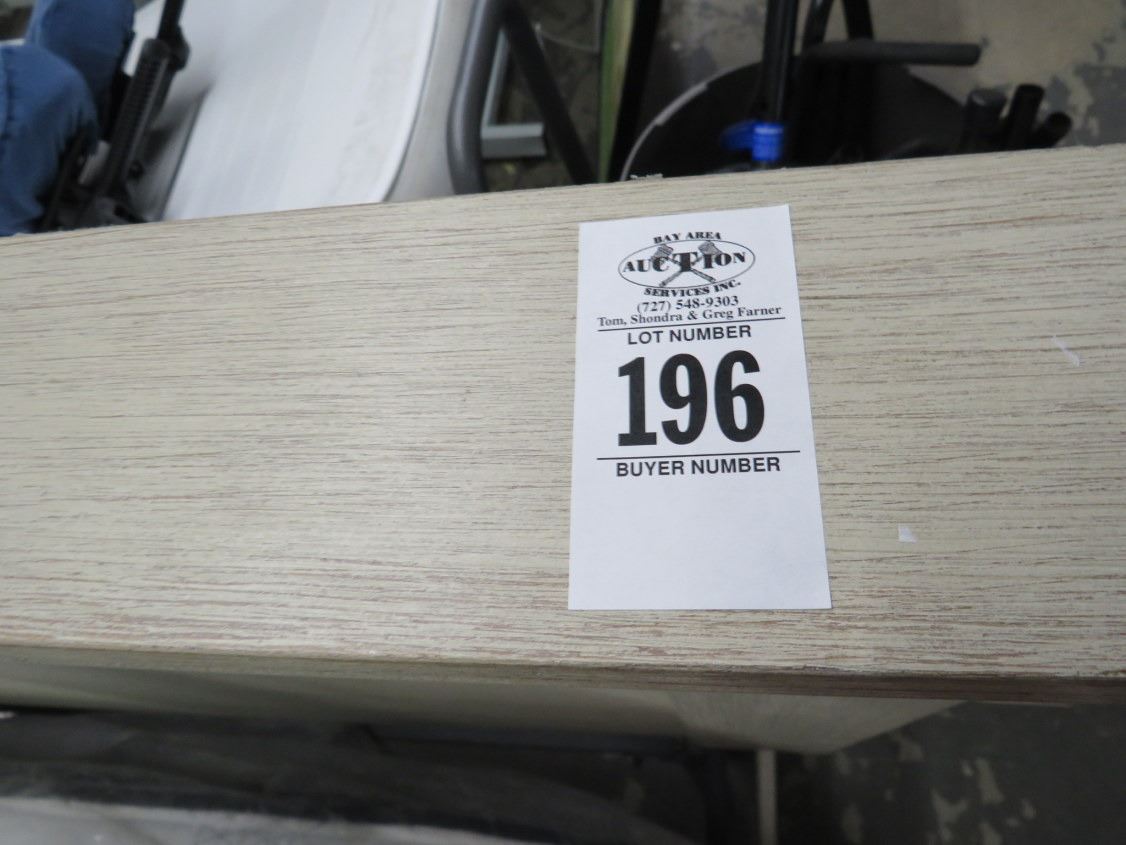 BAY AREA
AUCTION
SERVICES INC.
(727) 548-9303
Tom, Shondra & Greg Farner
LOT NUMBER
196
BUYER NUMBER